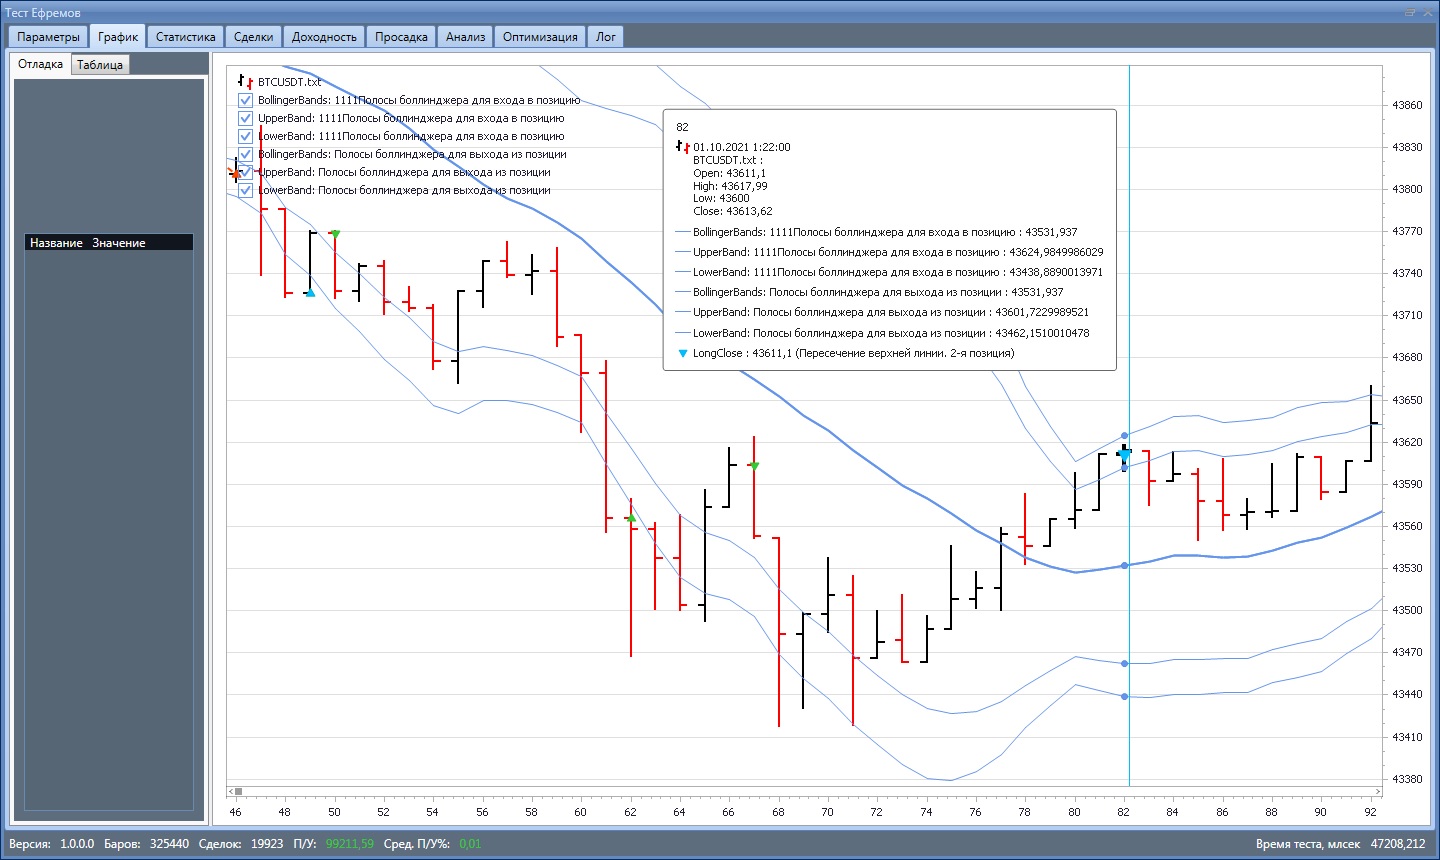 Тест Ефремов
Параметры График Статистика Сделки Доходность Просадка Анализ Оптимизация Лог
Отладка Таблица
Название Значение
BTCUSDT.txt
BollingerBands: 1111Полосы боллинджера для входа в позицию
UpperBand: 1111Полосы боллинджера для входа в позицию
LowerBand: 1111Полосы боллинджера для входа в позицию
BollingerBands: Полосы боллинджера для выхода из позиции
UpperBand: Полосы боллинджера для выхода из позиции
LowerBand: Полосы боллинджера для выхода из позиции
82
01.10.2021 1:22:00
BTCUSDT.txt :
Open: 43611,1
High: 43617,99
Low: 43600
Close: 43613,62
BollingerBands: 1111Полосы боллинджера для входа в позицию : 43531,937
UpperBand: 1111Полосы боллинджера для входа в позицию : 43624,9849986029
LowerBand: 1111Полосы боллинджера для входа в позицию : 43438,8890013971
BollingerBands: Полосы боллинджера для выхода из позиции : 43531,937
UpperBand: Полосы боллинджера для выхода из позиции : 43601,7229989521
LowerBand: Полосы боллинджера для выхода из позиции : 43462,1510010478
LongClose : 43611,1 (Пересечение верхней линии. 2-я позиция)
43860
43830
43800
43770
43740
43710
43680
43650
43620
43590
43560
43530
43500
43470
43440
43410
43380
46 48 50 52 54 56 58 60 62 64 66 68 70 72 74 76 78 80 82 84 86 88 90 92
Версия: 1.0.0.0 Баров: 325440 Сделок: 19923 П/У: 99211,59 Сред. П/У%: 0,01 Время теста, млсек 47208,212